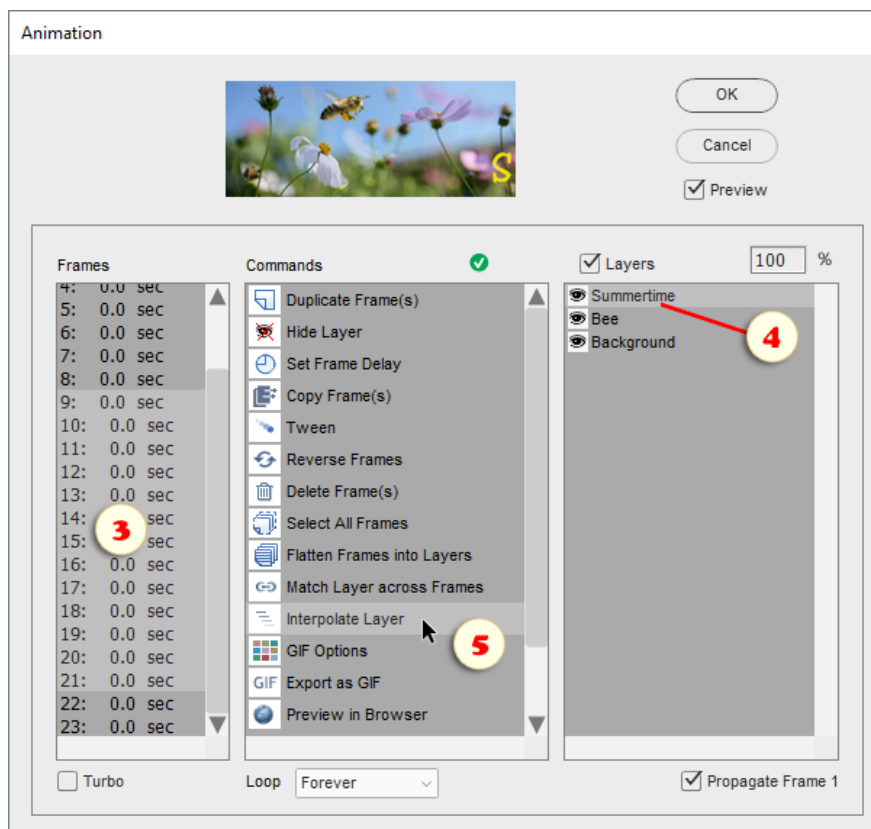 Animation
S
OK
Cancel
Preview
Frames
Commands
Layers
100 %
4: 0.0 sec
5: 0.0 sec
6: 0.0 sec
7: 0.0 sec
8: 0.0 sec
9: 0.0 sec
10: 0.0 sec
11: 0.0 sec
12: 0.0 sec
13: 0.0 sec
14: sec
15: sec
16: 0.0 sec
17: 0.0 sec
18: 0.0 sec
19: 0.0 sec
20: 0.0 sec
21: 0.0 sec
22: 0.0 sec
23: 0.0 sec
3
Duplicate Frame(s)
Hide Layer
Set Frame Delay
Copy Frame(s)
Tween
Reverse Frames
Delete Frame(s)
Select All Frames
Flatten Frames into Layers
Match Layer across Frames
Interpolate Layer
5
GIF Options
GIF Export as GIF
Preview in Browser
Summertime
Bee
Background
4
Turbo
Loop Forever
Propagate Frame 1